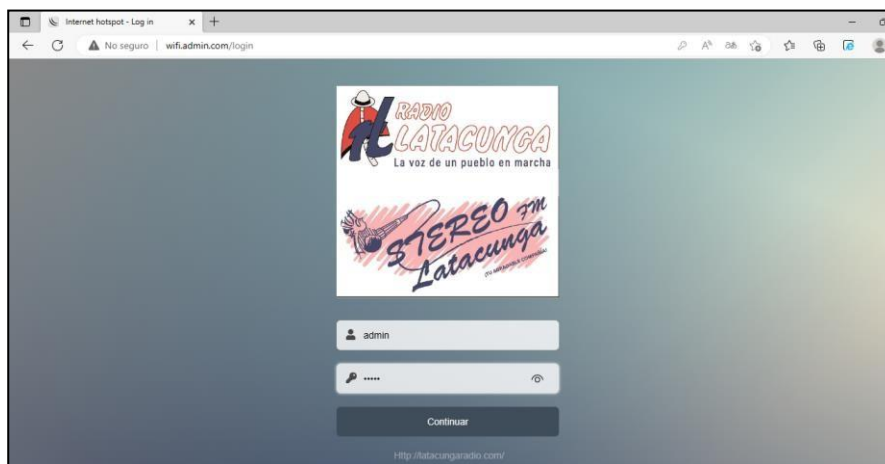 Internet hotspot - Log in
No seguro | wifi.admin.com/login
RADIO
LATACUNGA
La voz de un pueblo en marcha
STEREO FM
Latacunga
admin
•••••
Continuar
Http://latacungaradio.com/